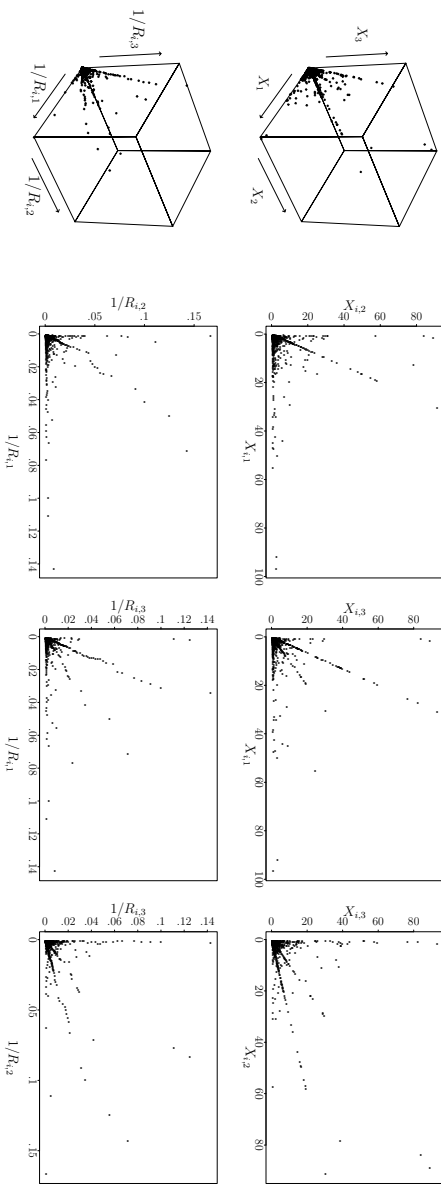 X₃
X₁
X₂
X_{i,2}
0 20 40 60 80
0 20 40 60 80 100
X_{i,1}
X_{i,3}
0 20 40 60 80
0 20 40 60 80 100
X_{i,1}
X_{i,3}
0 20 40 60 80
0 20 40 60 80
X_{i,2}
1/R_{i,3}
1/R_{i,1}
1/R_{i,2}
1/R_{i,2}
0 .05 .1 .15
0 .02 .04 .06 .08 .1 .12 .14
1/R_{i,1}
1/R_{i,3}
0 .02 .04 .06 .08 .1 .12 .14
0 .02 .04 .06 .08 .1 .12 .14
1/R_{i,1}
1/R_{i,3}
0 .02 .04 .06 .08 .1 .12 .14
0 .05 .1 .15
1/R_{i,2}